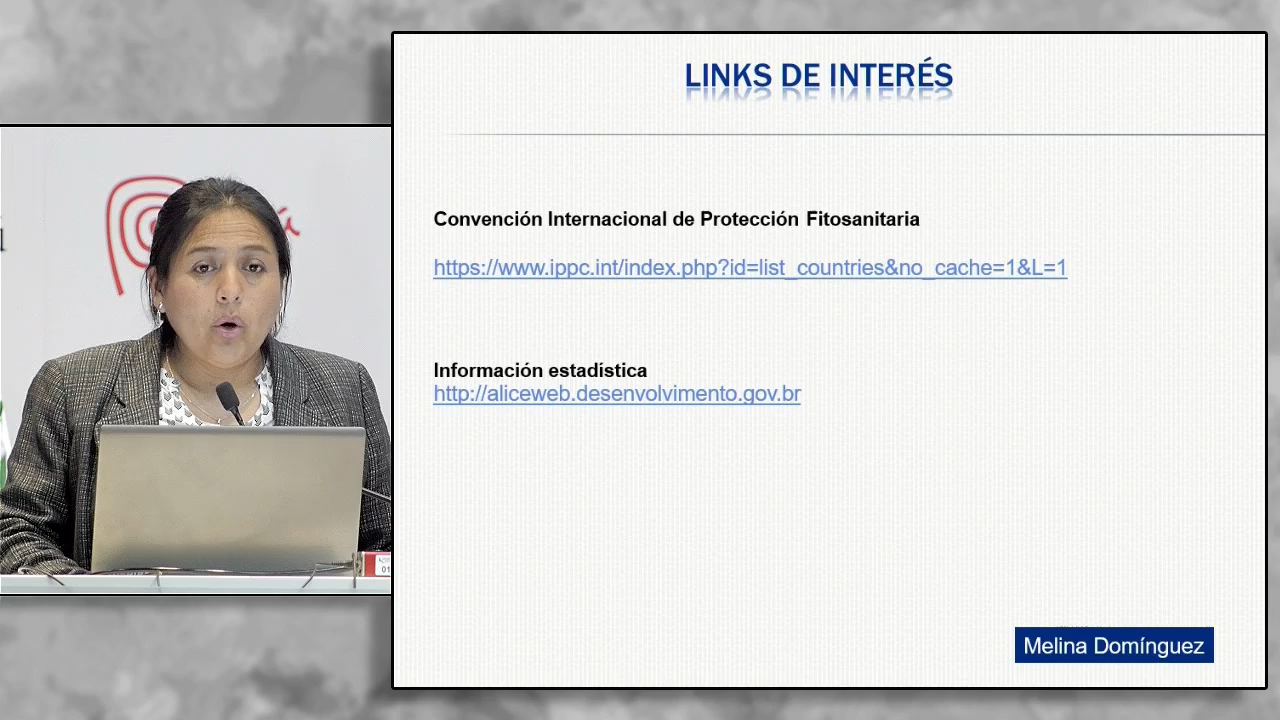 LINKS DE INTERÉS
Convención Internacional de Protección Fitosanitaria
https://www.ippc.int/index.php?id=list_countries&no_cache=1&L=1
Información estadística
http://aliceweb.desenvolvimento.gov.br
01
Melina Domínguez